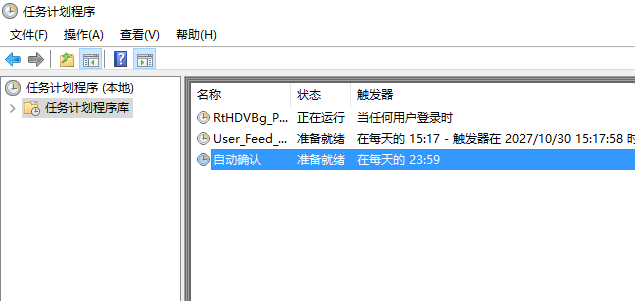 任务计划程序
文件(F) 操作(A) 查看(V) 帮助(H)
任务计划程序 (本地)
任务计划程序库
名称 状态 触发器
RtHDVBg_P... 正在运行 当任何用户登录时
User_Feed_... 准备就绪 在每天的 15:17 - 触发器在 2027/10/30 15:17:58 时
自动确认 准备就绪 在每天的 23:59